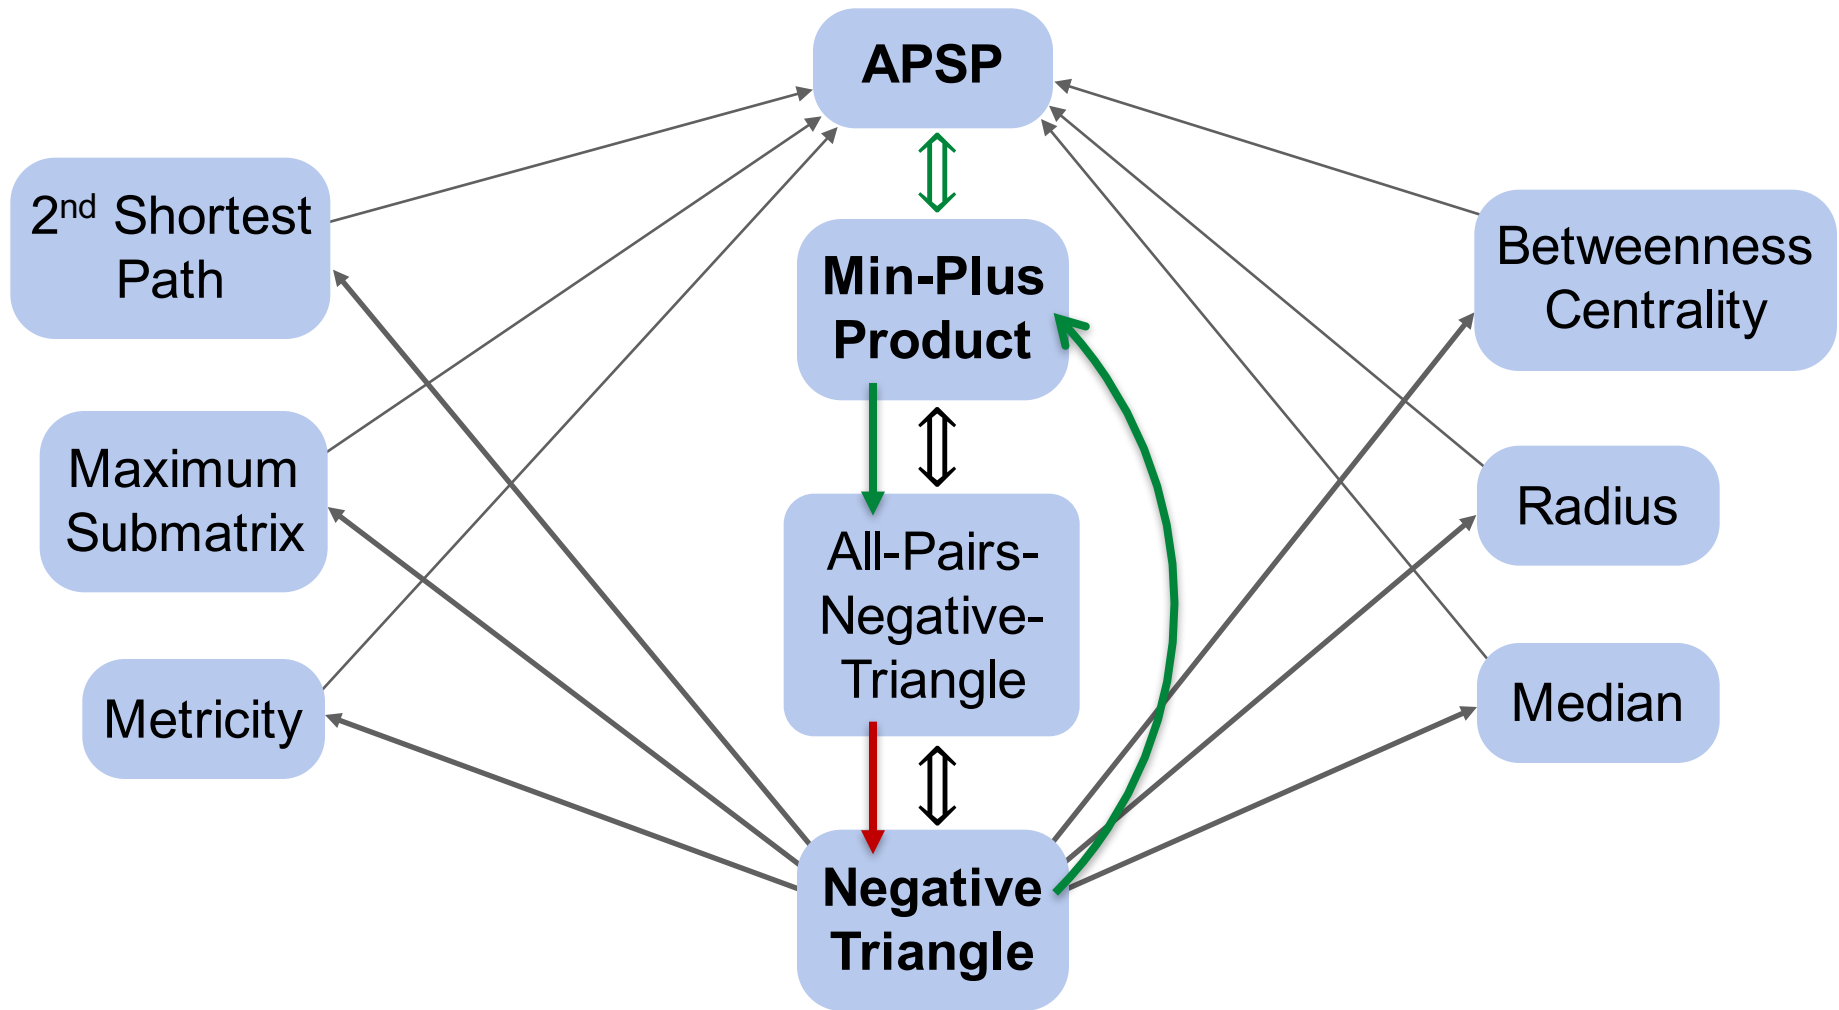 APSP
2nd Shortest
Path
Min-Plus
Product
Betweenness
Centrality
Maximum
Submatrix
All-Pairs-
Negative-
Triangle
Radius
Metricity
Median
Negative
Triangle